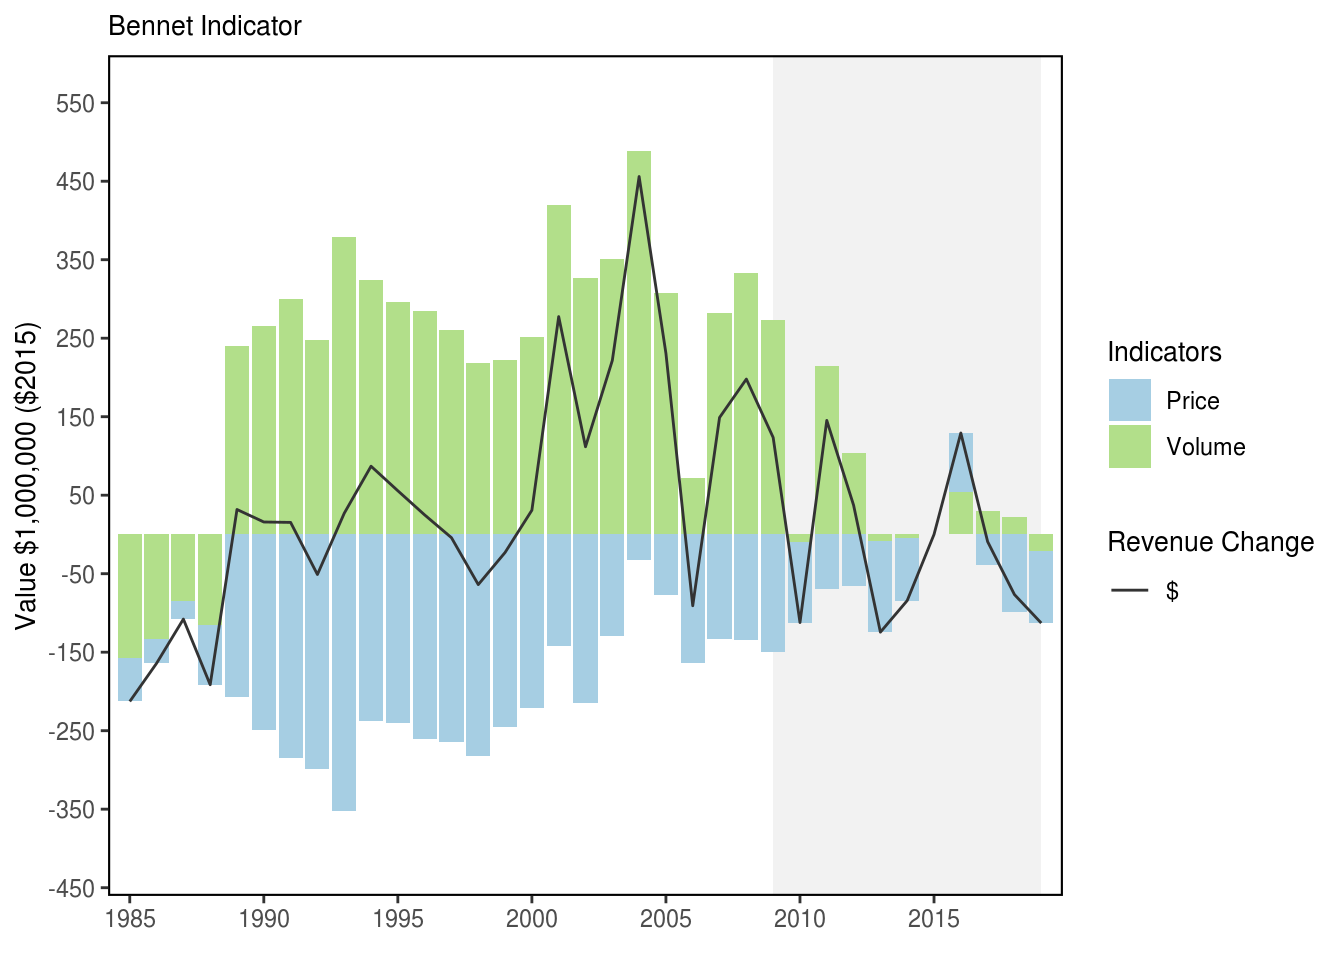 Bennet Indicator
Value $1,000,000 ($2015)
550
450
350
250
150
50
-50
-150
-250
-350
-450
1985 1990 1995 2000 2005 2010 2015
Indicators
Price
Volume
Revenue Change
$